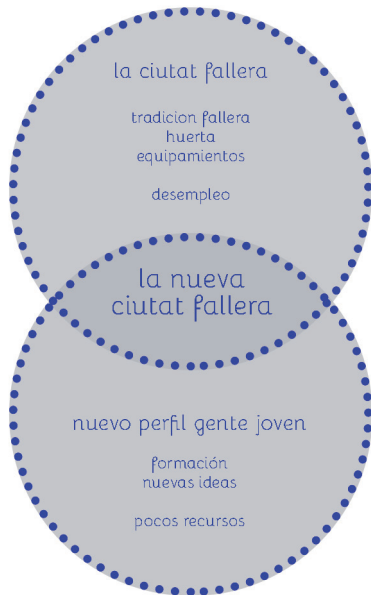 la ciutat fallera
tradicion fallera
huerta
equipamientos
desempleo
la nueva
ciutat fallera
nuevo perfil gente joven
formación
nuevas ideas
pocos recursos